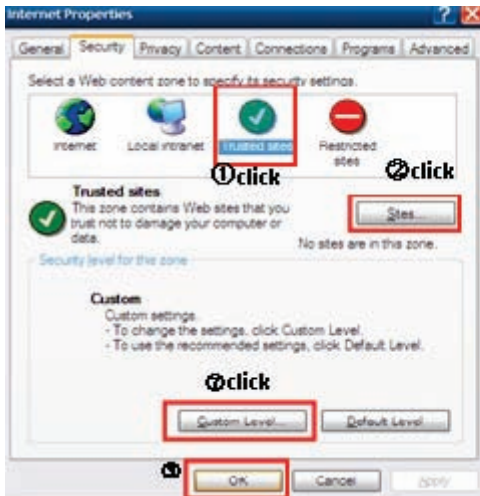 Internet Properties
General Security Privacy Content Connections Programs Advanced
Select a Web content zone to specify its security settings.
Internet Local intranet Trusted sites Restricted sites
①click
②click
Trusted sites
This zone contains Web sites that you
trust not to damage your computer or
data.
Sites...
No sites are in this zone.
Security level for this zone
Custom
Custom settings.
- To change the settings, click Custom Level.
- To use the recommended settings, click Default Level.
⑦click
Custom Level... Default Level
OK Cancel Apply